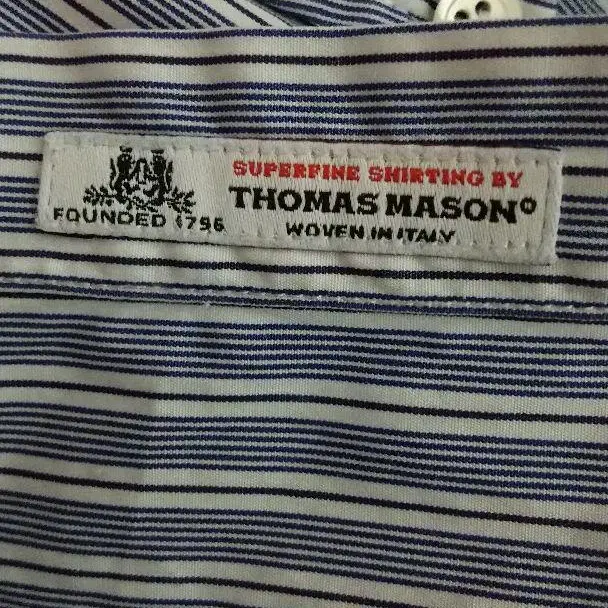 SUPERFINE SHIRTING BY
THOMAS MASON
FOUNDED 1796
WOVEN IN ITALY